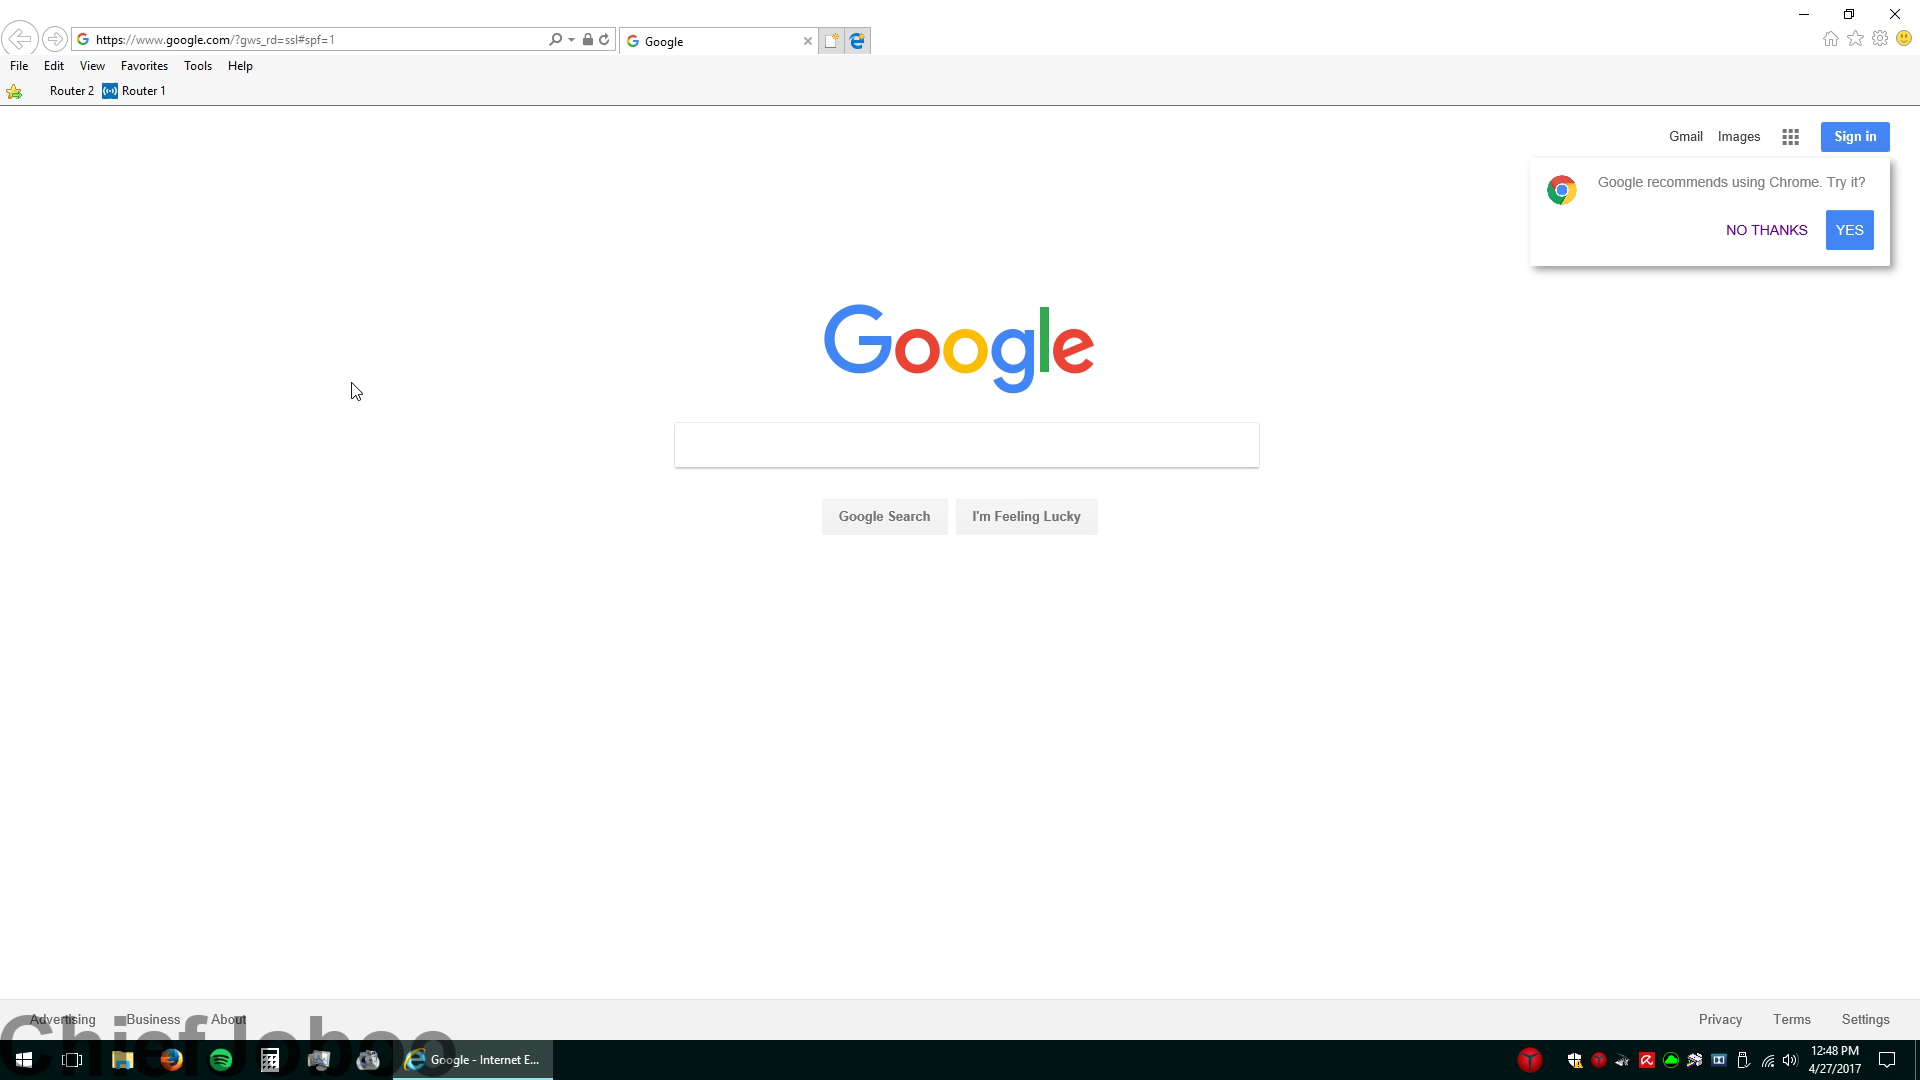 https://www.google.com/?gws_rd=ssl#spf=1
Google
File Edit View Favorites Tools Help
Router 2 Router 1
Gmail Images Sign in
Google recommends using Chrome. Try it?
NO THANKS YES
Google
Google Search I'm Feeling Lucky
Advertising Business About
Privacy Terms Settings
Chief Joboo
Google - Internet E...
12:48 PM
4/27/2017